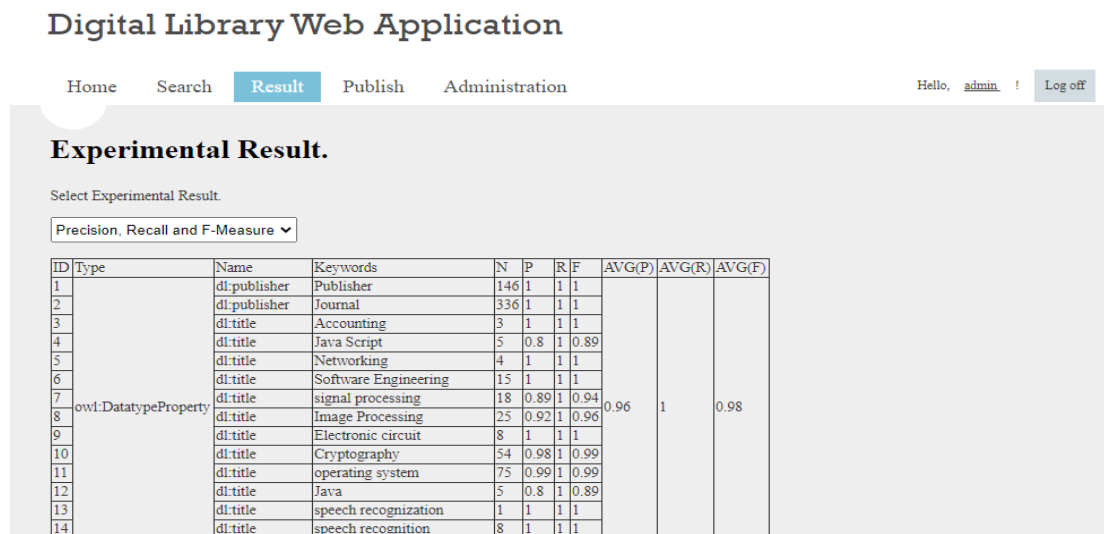 Digital Library Web Application
Home Search Result Publish Administration Hello, admin ! Log off
Experimental Result.
Select Experimental Result.
Precision, Recall and F-Measure
ID Type Name Keywords N P R F AVG(P) AVG(R) AVG(F)
1 dl:publisher Publisher 146 1 1 1
2 dl:publisher Journal 336 1 1 1
3 dl:title Accounting 3 1 1 1
4 dl:title Java Script 5 0.8 1 0.89
5 dl:title Networking 4 1 1 1
6 dl:title Software Engineering 15 1 1 1
7 dl:title signal processing 18 0.89 1 0.94
owl:DatatypeProperty 0.96 1 0.98
8 dl:title Image Processing 25 0.92 1 0.96
9 dl:title Electronic circuit 8 1 1 1
10 dl:title Cryptography 54 0.98 1 0.99
11 dl:title operating system 75 0.99 1 0.99
12 dl:title Java 5 0.8 1 0.89
13 dl:title speech recognization 1 1 1 1
14 dl:title speech recognition 8 1 1 1